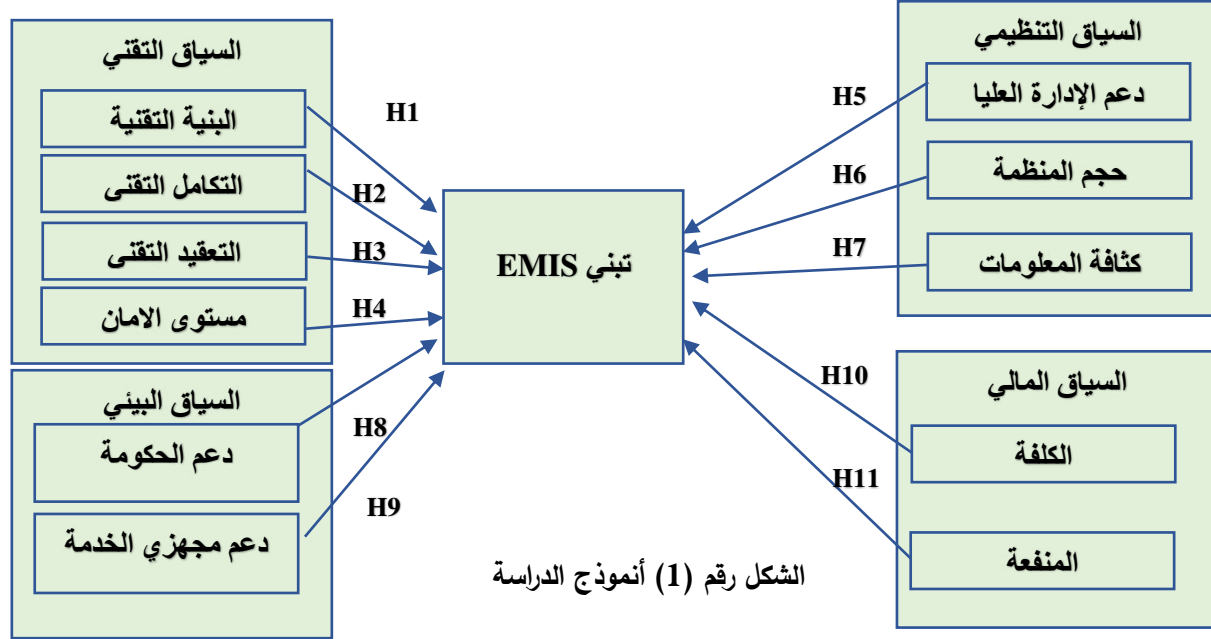 السياق التقني
البنية التقنية
التكامل التقنى
التعقيد التقنى
مستوى الامان
H1
H2
H3
H4
السياق التنظيمي
دعم الإدارة العليا
حجم المنظمة
كثافة المعلومات
H5
H6
H7
تبني EMIS
السياق البيئي
دعم الحكومة
دعم مجهزي الخدمة
H8
H9
السياق المالي
الكلفة
المنفعة
H10
H11
الشكل رقم (1) أنموذج الدراسة